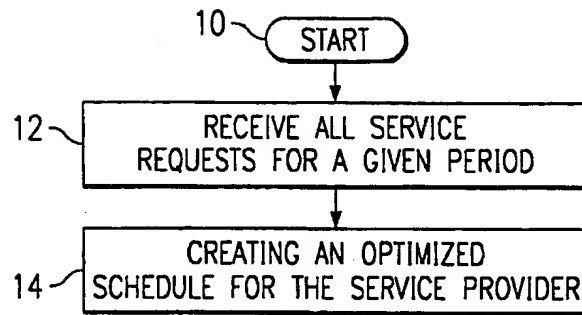 10
START
12
RECEIVE ALL SERVICE
REQUESTS FOR A GIVEN PERIOD
14
CREATING AN OPTIMIZED
SCHEDULE FOR THE SERVICE PROVIDER